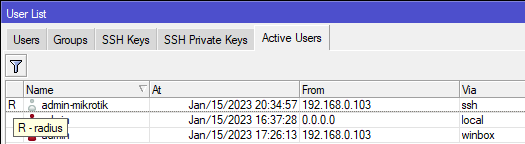 User List
Users Groups SSH Keys SSH Private Keys Active Users
Name At From Via
R admin-mikrotik Jan/15/2023 20:34:57 192.168.0.103 ssh
Jan/15/2023 16:37:28 0.0.0.0 local
R - radius
admin Jan/15/2023 17:26:13 192.168.0.103 winbox